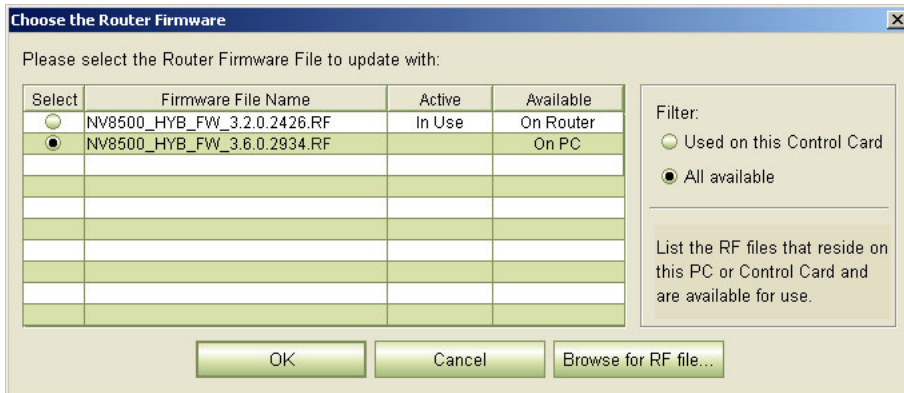 Choose the Router Firmware
Please select the Router Firmware File to update with:
Select Firmware File Name Active Available
NV8500_HYB_FW_3.2.0.2426.RF In Use On Router
NV8500_HYB_FW_3.6.0.2934.RF On PC
Filter:
Used on this Control Card
All available
List the RF files that reside on
this PC or Control Card and
are available for use.
OK Cancel Browse for RF file...